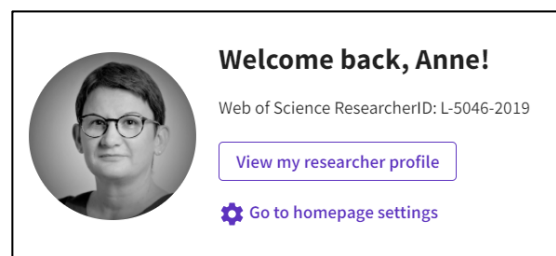 Welcome back, Anne!
Web of Science ResearcherID: L-5046-2019
View my researcher profile
Go to homepage settings